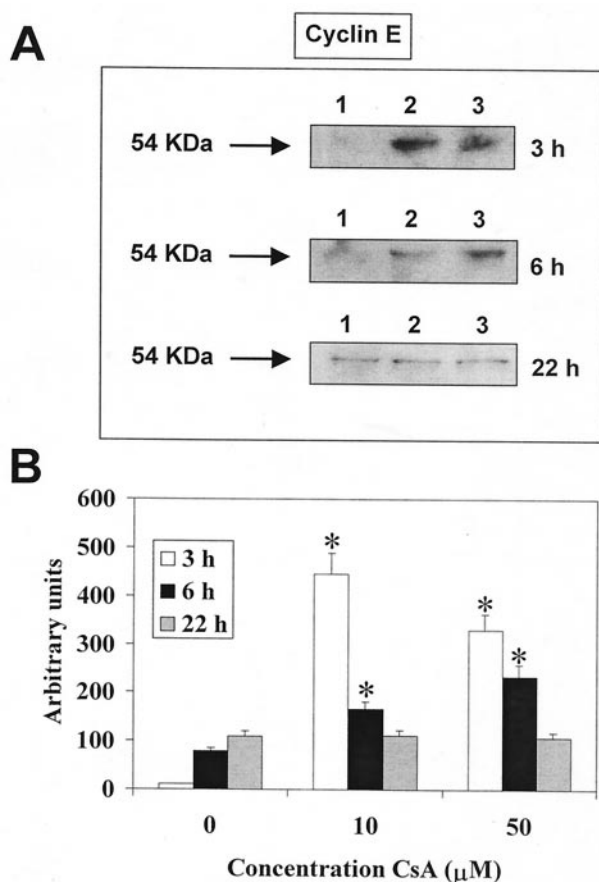 A
Cyclin E
1 2 3
54 KDa 3 h
1 2 3
54 KDa 6 h
1 2 3
54 KDa 22 h
B
600
500
400
300
200
100
0
Arbitrary units
3 h
6 h
22 h
* * * *
0 10 50
Concentration CsA (μM)